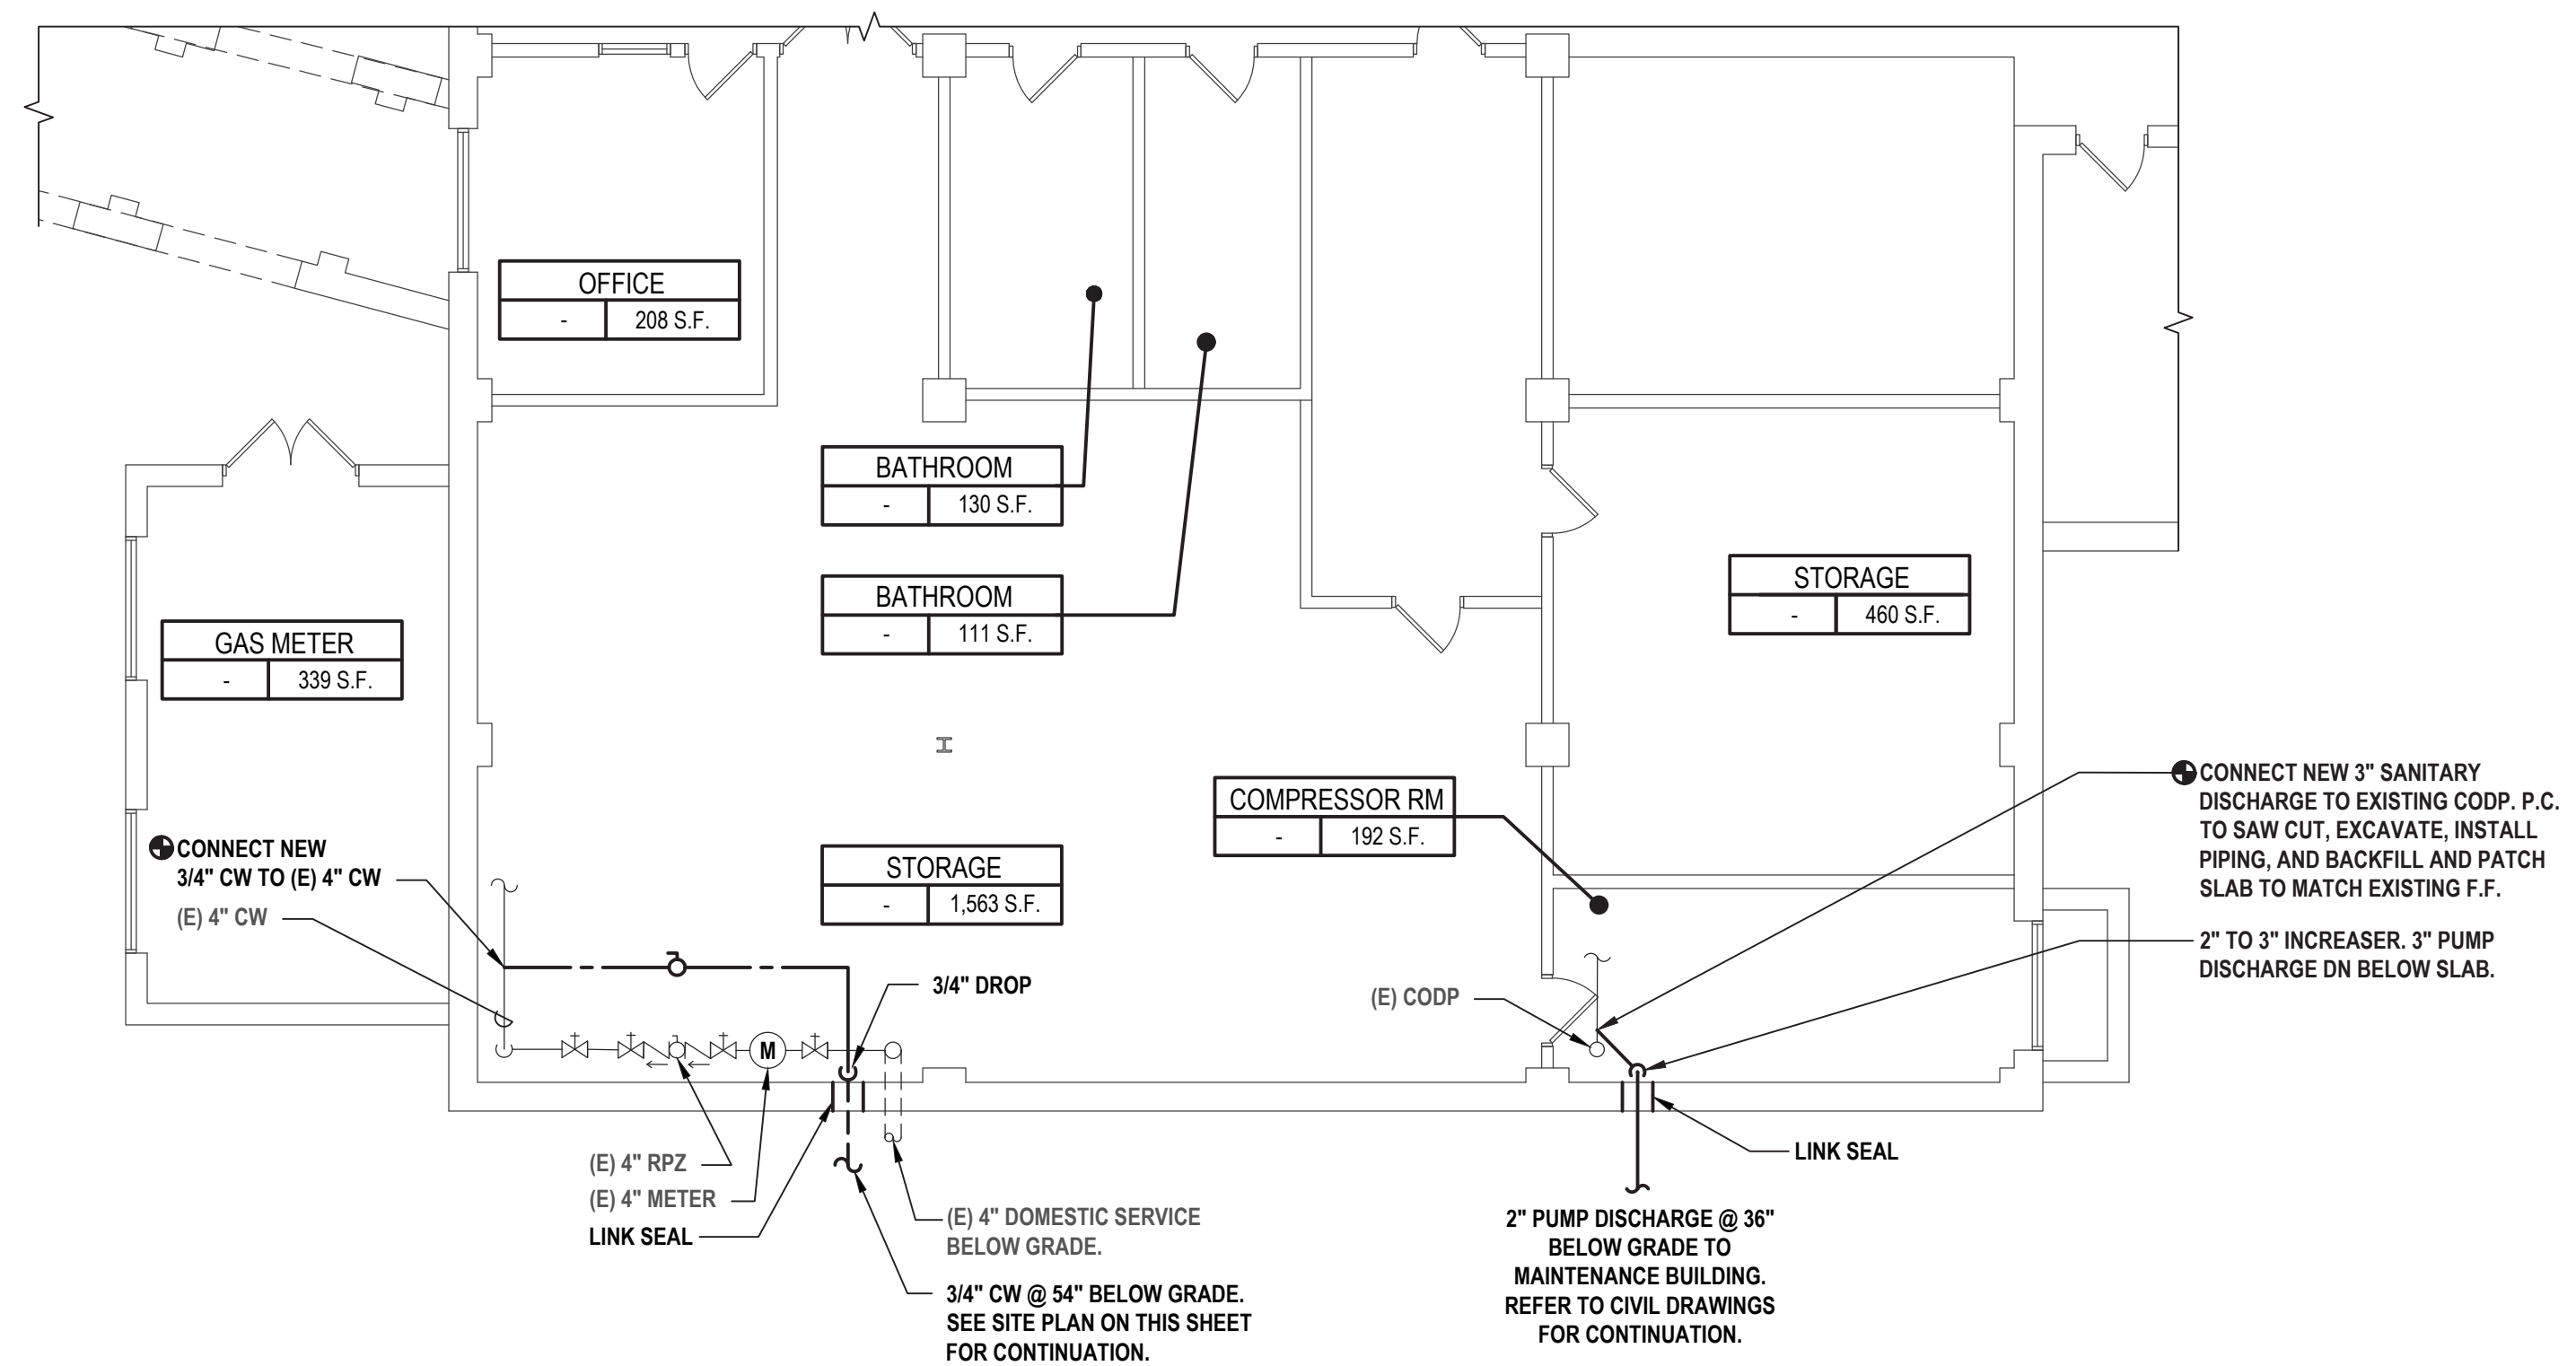 OFFICE
- 208 S.F.
BATHROOM
- 130 S.F.
BATHROOM
- 111 S.F.
STORAGE
- 460 S.F.
GAS METER
- 339 S.F.
COMPRESSOR RM
- 192 S.F.
STORAGE
- 1,563 S.F.
CONNECT NEW
3/4" CW TO (E) 4" CW
(E) 4" CW
3/4" DROP
M
(E) CODP
CONNECT NEW 3" SANITARY
DISCHARGE TO EXISTING CODP. P.C.
TO SAW CUT, EXCAVATE, INSTALL
PIPING, AND BACKFILL AND PATCH
SLAB TO MATCH EXISTING F.F.
2" TO 3" INCREASER. 3" PUMP
DISCHARGE DN BELOW SLAB.
(E) 4" RPZ
(E) 4" METER
LINK SEAL
(E) 4" DOMESTIC SERVICE
BELOW GRADE.
3/4" CW @ 54" BELOW GRADE.
SEE SITE PLAN ON THIS SHEET
FOR CONTINUATION.
LINK SEAL
2" PUMP DISCHARGE @ 36"
BELOW GRADE TO
MAINTENANCE BUILDING.
REFER TO CIVIL DRAWINGS
FOR CONTINUATION.